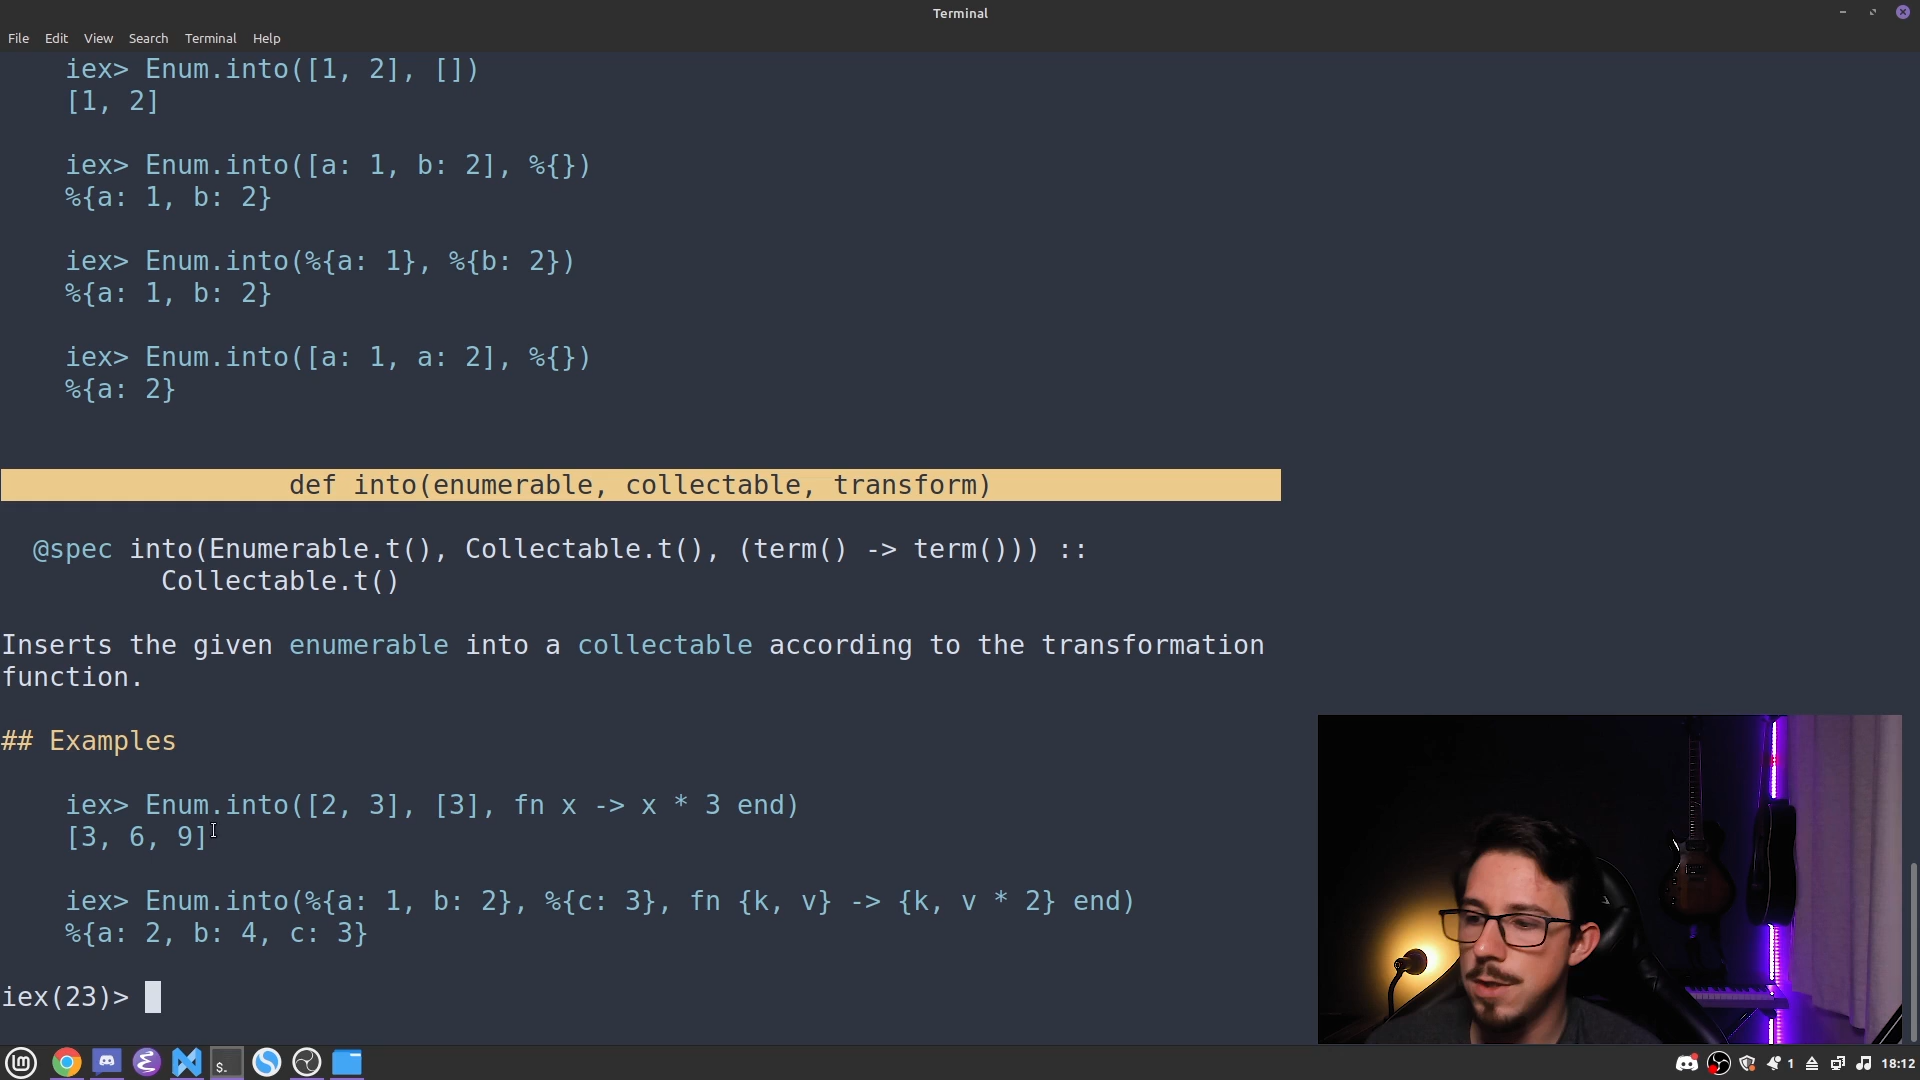 Terminal
File Edit View Search Terminal Help
iex> Enum.into([1, 2], [])
[1, 2]
iex> Enum.into([a: 1, b: 2], %{})
%{a: 1, b: 2}
iex> Enum.into(%{a: 1}, %{b: 2})
%{a: 1, b: 2}
iex> Enum.into([a: 1, a: 2], %{})
%{a: 2}
def into(enumerable, collectable, transform)
@spec into(Enumerable.t(), Collectable.t(), (term() -> term())) ::
Collectable.t()
Inserts the given enumerable into a collectable according to the transformation
function.
## Examples
iex> Enum.into([2, 3], [3], fn x -> x * 3 end)
[3, 6, 9]
iex> Enum.into(%{a: 1, b: 2}, %{c: 3}, fn {k, v} -> {k, v * 2} end)
%{a: 2, b: 4, c: 3}
iex(23)>
$_ 1 18:12